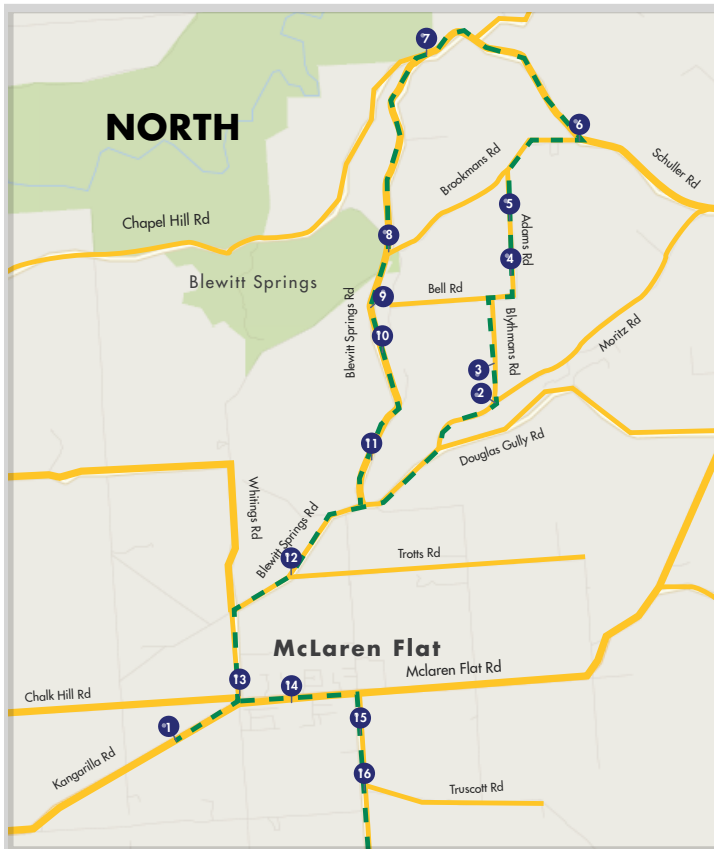 7
NORTH
6
Brookmans Rd
Schuller Rd
5
Chapel Hill Rd
Adams Rd
8
4
Blewitt Springs
Bell Rd
9
Blewitt Springs Rd
Blythmans Rd
10
Moritz Rd
3
2
11
Douglas Gully Rd
Whitings Rd
Blewitt Springs Rd
12
Trotts Rd
McLaren Flat
Mclaren Flat Rd
13
14
Chalk Hill Rd
15
1
Kangarilla Rd
16
Truscott Rd